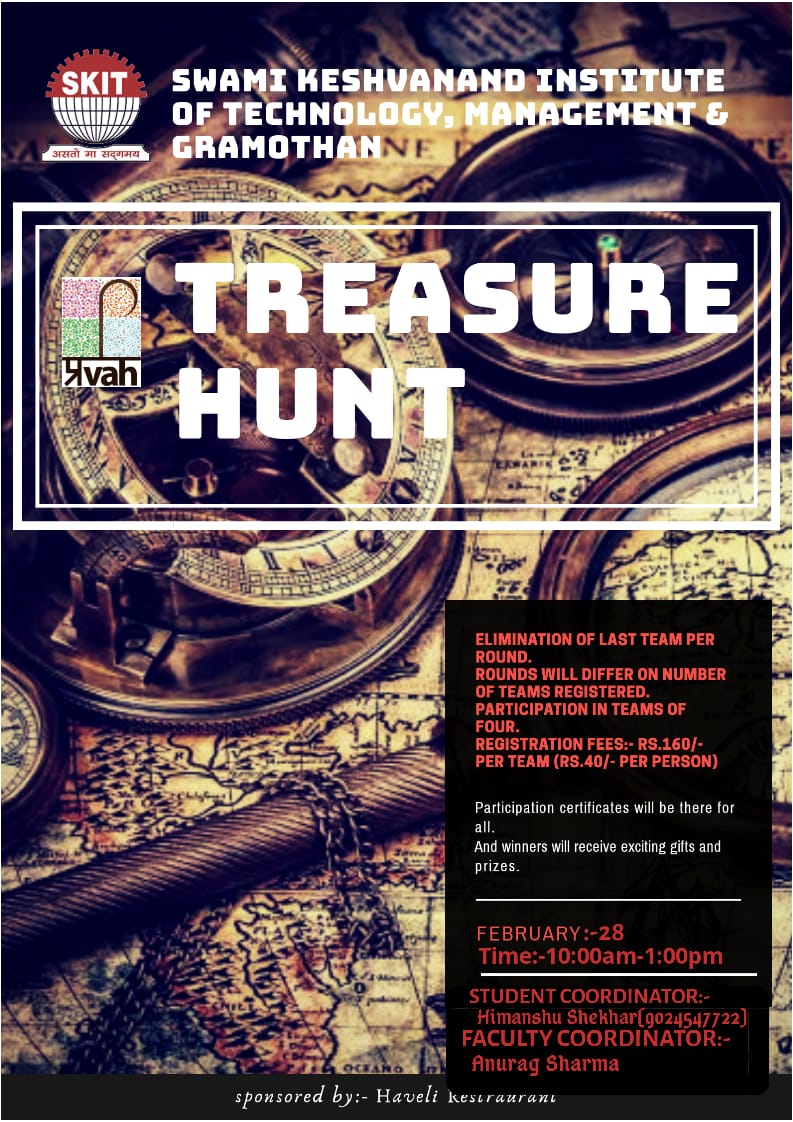 SKIT
असतो मा सद्गमय
SWAMI KESHVANAND INSTITUTE
OF TECHNOLOGY, MANAGEMENT &
GRAMOTHAN
TREASURE
HUNT
प्रvah
ELIMINATION OF LAST TEAM PER
ROUND.
ROUNDS WILL DIFFER ON NUMBER
OF TEAMS REGISTERED.
PARTICIPATION IN TEAMS OF
FOUR.
REGISTRATION FEES:- RS.160/-
PER TEAM (RS.40/- PER PERSON)
Participation certificates will be there for
all.
And winners will receive exciting gifts and
prizes.
FEBRUARY:-28
Time:-10:00am-1:00pm
STUDENT COORDINATOR:-
Himanshu Shekhar(9024547722)
FACULTY COORDINATOR:-
Anurag Sharma
OCEANO
sponsored by:- Haveli Restraurant